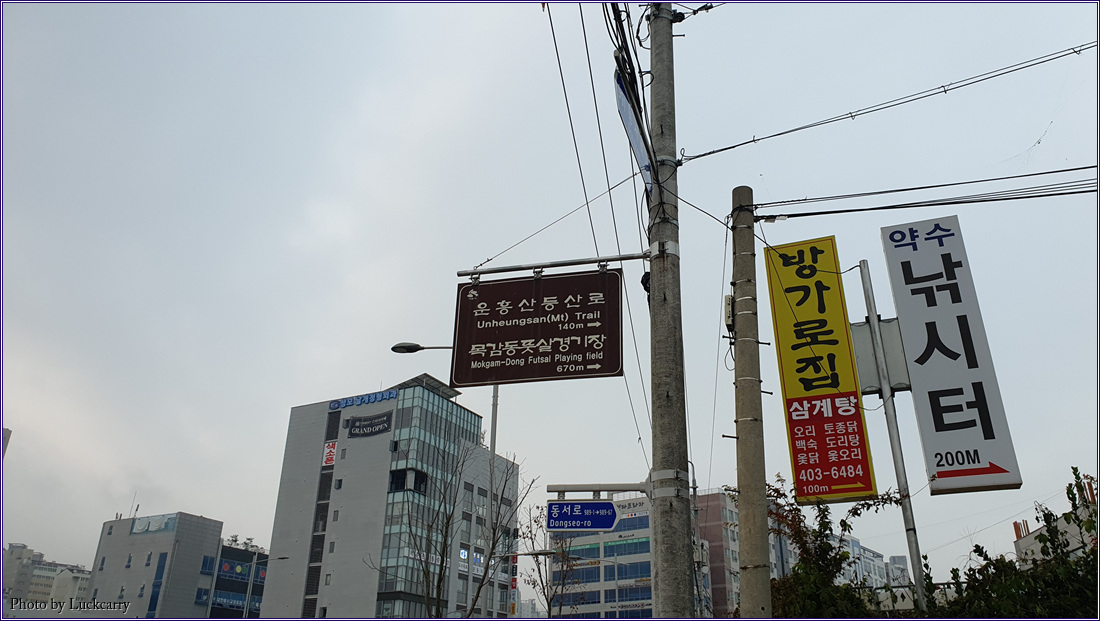 운흥산등산로
Unheungsan(Mt) Trail
140m
목감동풋살경기장
Mokgam-Dong Futsal Playing field
670m
방가로집
삼계탕
오리 토종닭
백숙 도리탕
옻닭 옻오리
403-6484
100m
약수
낚시터
200M
GRAND OPEN
색소폰
동서로
Dongseo-ro
Photo by Luckcarry